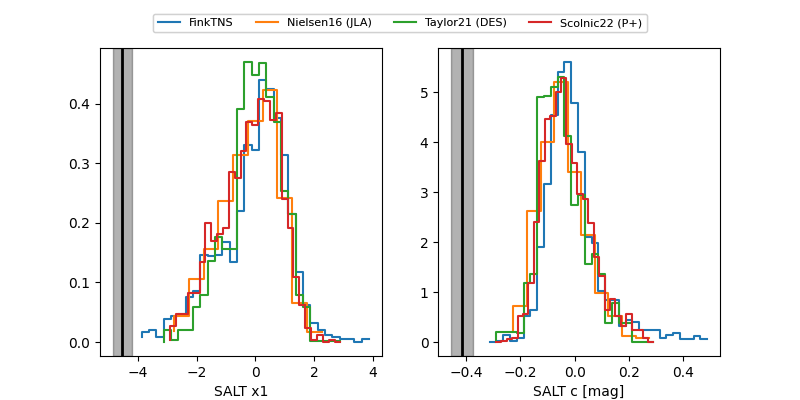 FinkTNS Nielsen16 (JLA) Taylor21 (DES) Scolnic22 (P+)
0.4
0.3
0.2
0.1
0.0
−4 −2 0 2 4
SALT x1
5
4
3
2
1
0
−0.4 −0.2 0.0 0.2 0.4
SALT c [mag]